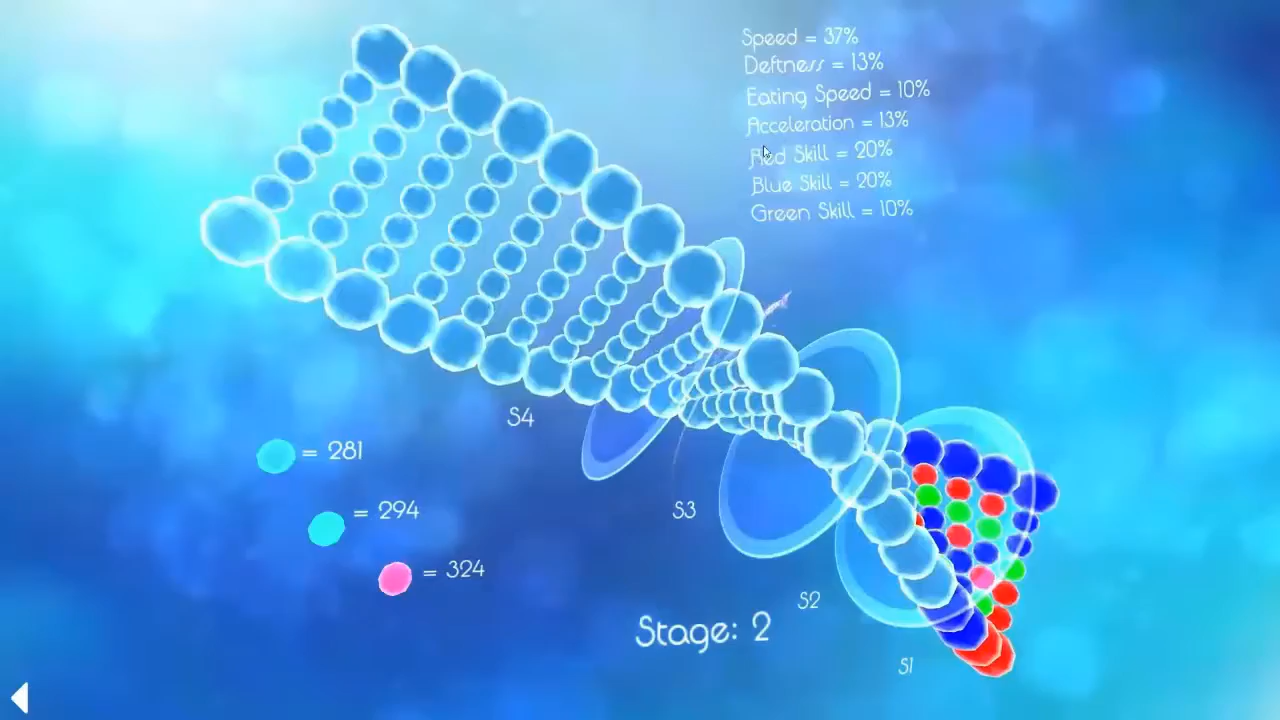 Speed = 37%
Deftness = 13%
Eating Speed = 10%
Acceleration = 13%
Red Skill = 20%
Blue Skill = 20%
Green Skill = 10%
S4
= 281
S3
= 294
= 324
S2
Stage: 2
S1